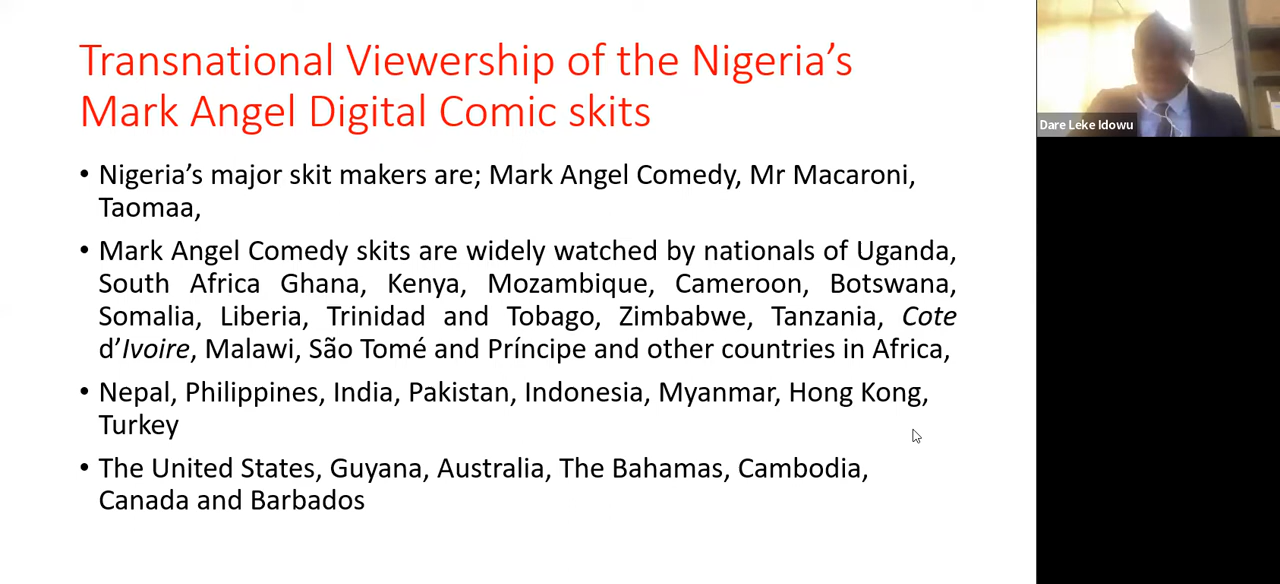 Transnational Viewership of the Nigeria’s
Mark Angel Digital Comic skits
• Nigeria’s major skit makers are; Mark Angel Comedy, Mr Macaroni,
Taomaa,
• Mark Angel Comedy skits are widely watched by nationals of Uganda,
South Africa Ghana, Kenya, Mozambique, Cameroon, Botswana,
Somalia, Liberia, Trinidad and Tobago, Zimbabwe, Tanzania, Cote
d’Ivoire, Malawi, São Tomé and Príncipe and other countries in Africa,
• Nepal, Philippines, India, Pakistan, Indonesia, Myanmar, Hong Kong,
Turkey
• The United States, Guyana, Australia, The Bahamas, Cambodia,
Canada and Barbados
Dare Leke Idowu